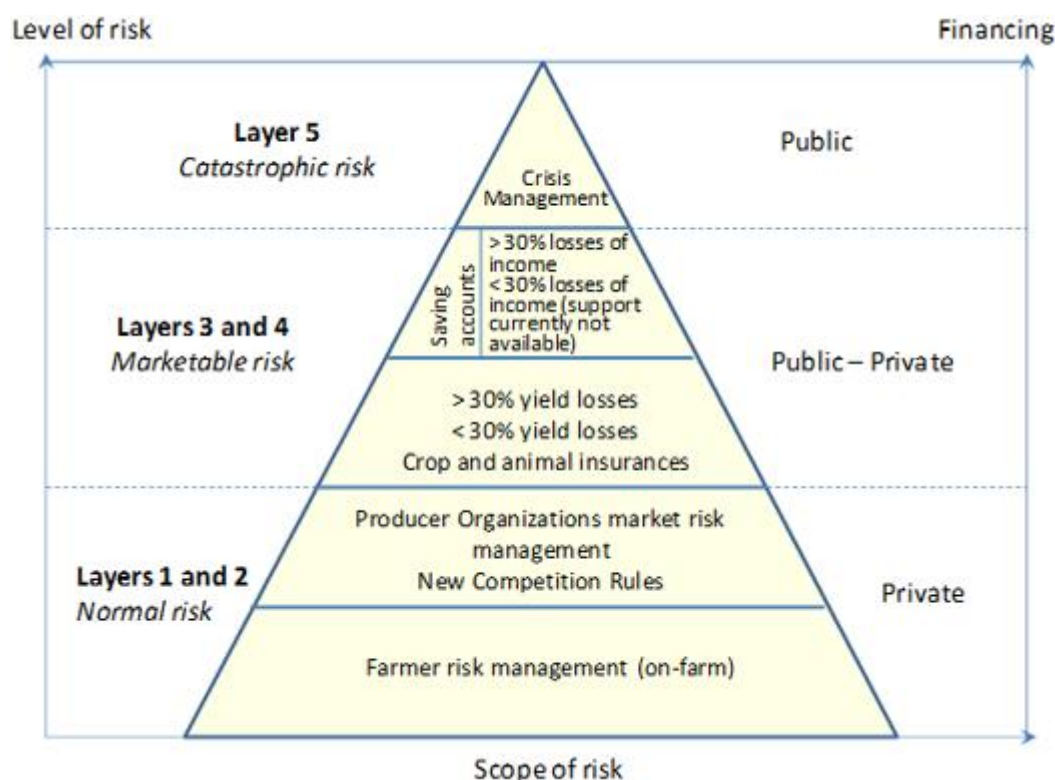 Level of risk
Financing
Layer 5
Catastrophic risk
Crisis
Management
Public
Layers 3 and 4
Marketable risk
Saving
accounts
> 30% losses of
income
< 30% losses of
income (support
currently not
available)
> 30% yield losses
< 30% yield losses
Crop and animal insurances
Public – Private
Layers 1 and 2
Normal risk
Producer Organizations market risk
management
New Competition Rules
Farmer risk management (on-farm)
Private
Scope of risk